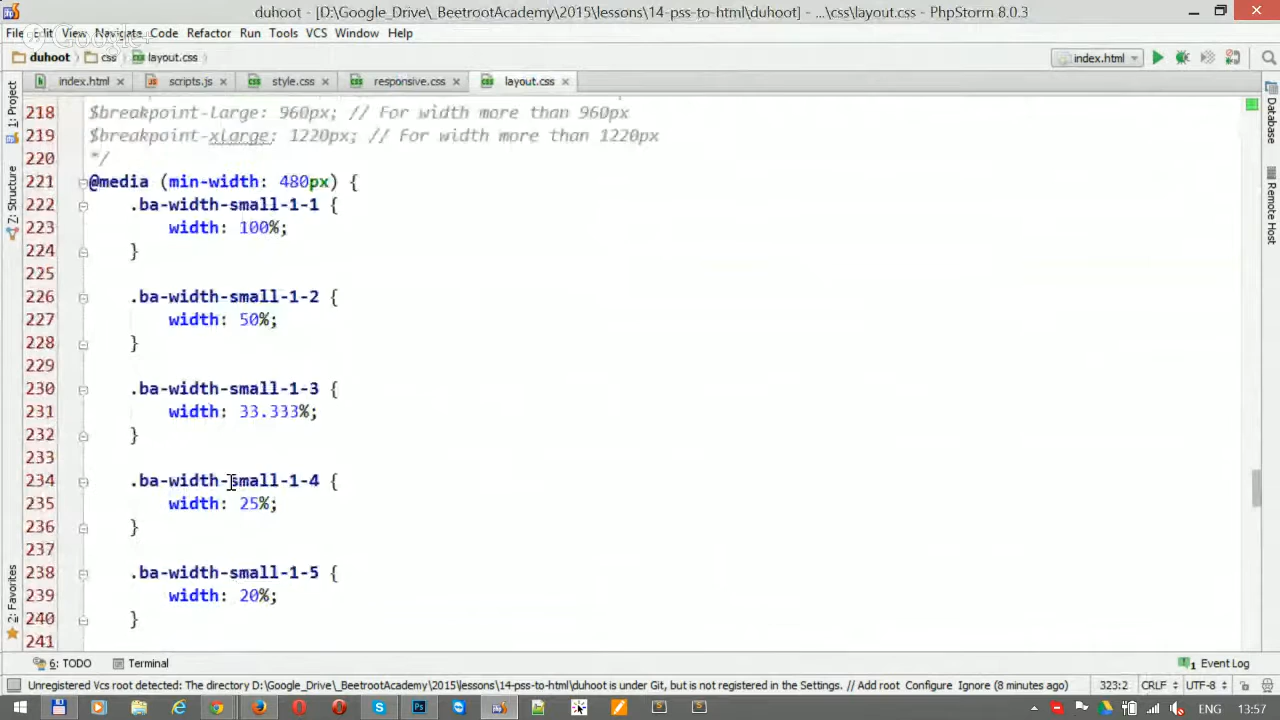 duhoot - [D:\Google_Drive\_BeetrootAcademy\2015\lessons\14-pss-to-html\duhoot] - ...\css\layout.css - PhpStorm 8.0.3
File Edit View Navigate Code Refactor Run Tools VCS Window Help
Google+
duhoot css layout.css index.html
index.html scripts.js style.css responsive.css layout.css
1: Project
Z: Structure
2: Favorites
Database
Remote Host
218 $breakpoint-large: 960px; // For width more than 960px
219 $breakpoint-xlarge: 1220px; // For width more than 1220px
220 */
221 @media (min-width: 480px) {
222 .ba-width-small-1-1 {
223 width: 100%;
224 }
225
226 .ba-width-small-1-2 {
227 width: 50%;
228 }
229
230 .ba-width-small-1-3 {
231 width: 33.333%;
232 }
233
234 .ba-width-small-1-4 {
235 width: 25%;
236 }
237
238 .ba-width-small-1-5 {
239 width: 20%;
240 }
241
6: TODO Terminal 1 Event Log
Unregistered Vcs root detected: The directory D:\Google_Drive\_BeetrootAcademy\2015\lessons\14-pss-to-html\duhoot is under Git, but is not registered in the Settings. // Add root Configure Ignore (8 minutes ago) 323:2 CRLF UTF-8
ENG 13:57